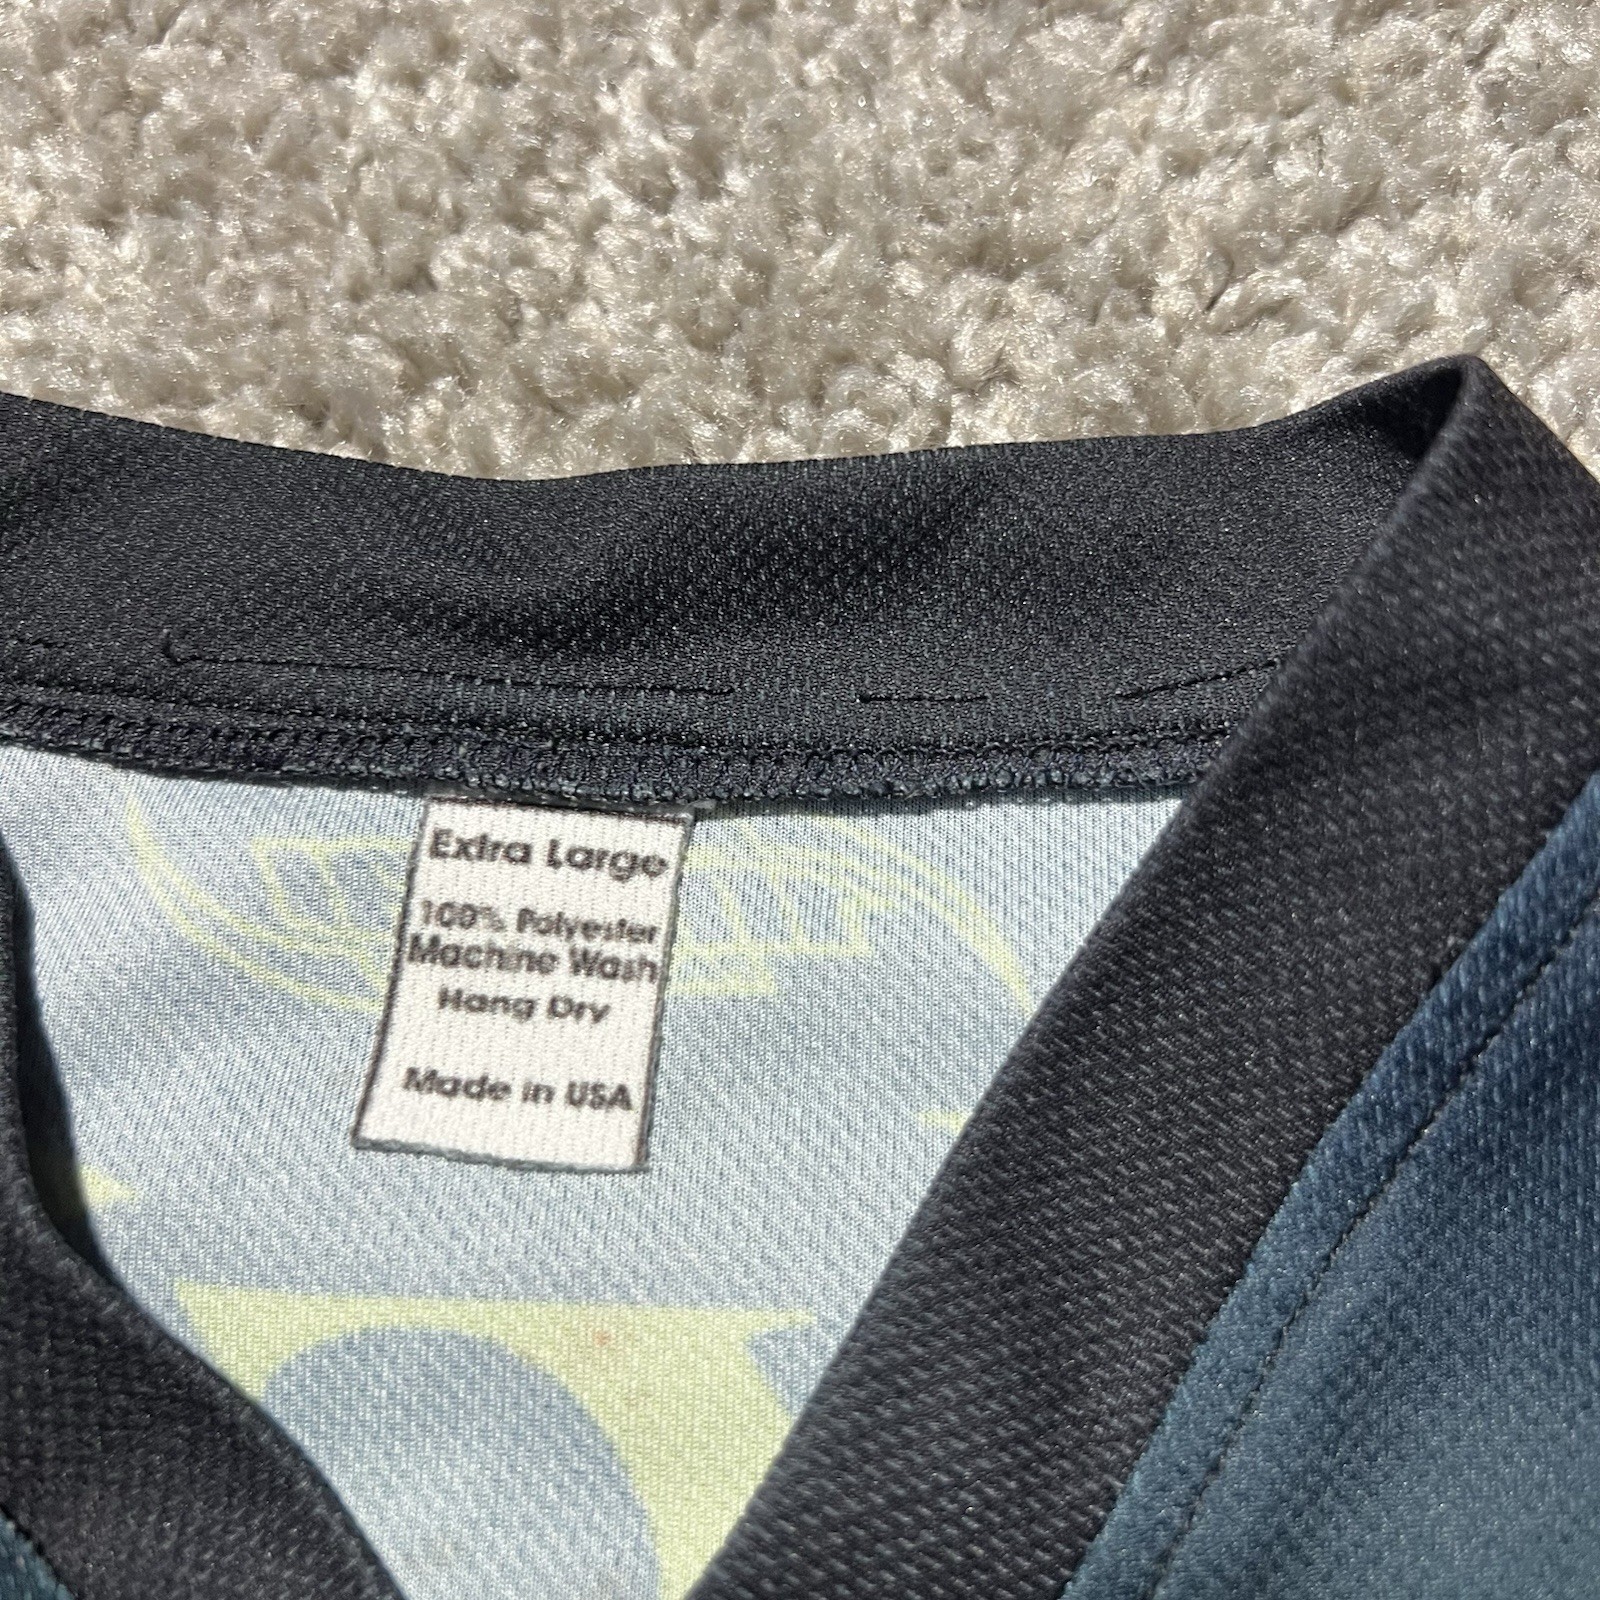 Extra Large
100% Polyester
Machine Wash
Hang Dry
Made in USA